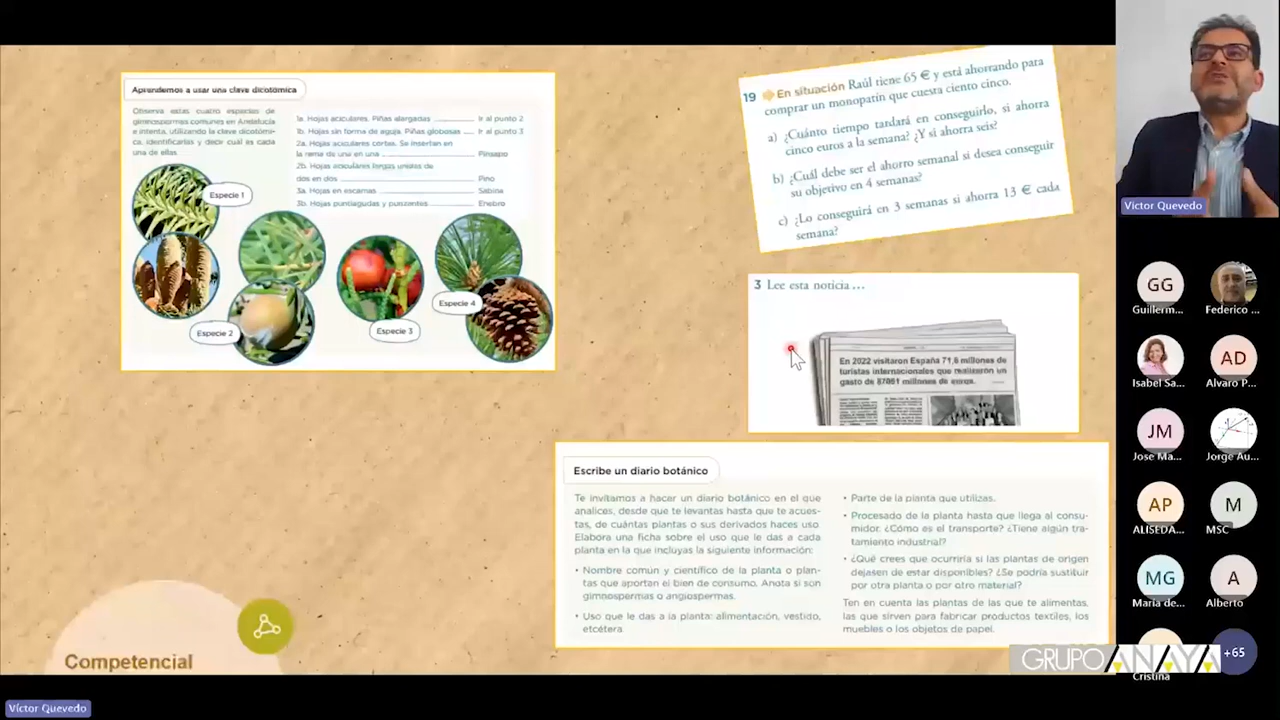 Aprendemos a usar una clave dicotómica
Observa estas cuatro especies de
gimnospermas comunes en Andalucía
e intenta, utilizando la clave dicotómi-
ca, identificarlas y decir cuál es cada
una de ellas.
1a. Hojas aciculares. Piñas alargadas Ir al punto 2
1b. Hojas sin forma de aguja. Piñas globosas Ir al punto 3
2a. Hojas aciculares cortas. Se insertan en
la rama de una en una Pinsapo
2b. Hojas aciculares largas unidas de
dos en dos Pino
3a. Hojas en escamas Sabina
3b. Hojas puntiagudas y punzantes Enebro
Especie 1
Especie 2
Especie 3
Especie 4
19 En situación Raúl tiene 65 € y está ahorrando para
comprar un monopatín que cuesta ciento cinco.
a) ¿Cuánto tiempo tardará en conseguirlo, si ahorra
cinco euros a la semana? ¿Y si ahorra seis?
b) ¿Cuál debe ser el ahorro semanal si desea conseguir
su objetivo en 4 semanas?
c) ¿Lo conseguirá en 3 semanas si ahorra 13 € cada
semana?
3 Lee esta noticia...
En 2022 visitaron España 71,6 millones de
turistas internacionales que realizaron un
gasto de 87061 millones de euros.
Escribe un diario botánico
Te invitamos a hacer un diario botánico en el que
analices, desde que te levantas hasta que te acues-
tas, de cuántas plantas o sus derivados haces uso.
Elabora una ficha sobre el uso que le das a cada
planta en la que incluyas la siguiente información:
• Nombre común y científico de la planta o plan-
tas que aportan el bien de consumo. Anota si son
gimnospermas o angiospermas.
• Uso que le das a la planta: alimentación, vestido,
etcétera.
• Parte de la planta que utilizas.
• Procesado de la planta hasta que llega al consu-
midor. ¿Cómo es el transporte? ¿Tiene algún tra-
tamiento industrial?
• ¿Qué crees que ocurriría si las plantas de origen
dejasen de estar disponibles? ¿Se podría sustituir
por otra planta o por otro material?
Ten en cuenta las plantas de las que te alimentas,
las que sirven para fabricar productos textiles, los
muebles o los objetos de papel.
Competencial
GRUPO ANAYA
Víctor Quevedo
Víctor Quevedo
GG
Guillerm...
Federico ...
Isabel Sa...
AD
Alvaro P...
JM
Jose Ma...
Jorge Au...
AP
ALISEDA...
M
MSC
MG
Maria de...
A
Alberto
Cristina
+65